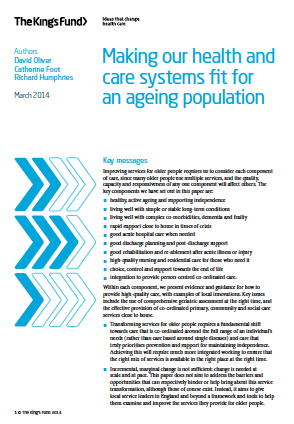 TheKing'sFund>
Ideas that change
health care
Authors
David Oliver
Catherine Foot
Richard Humphries
March 2014
Making our health and
care systems fit for
an ageing population
Key messages
Improving services for older people requires us to consider each component
of care, since many older people use multiple services, and the quality,
capacity and responsiveness of any one component will affect others. The
key components we have set out in this paper are:
■ healthy, active ageing and supporting independence
■ living well with simple or stable long-term conditions
■ living well with complex co-morbidities, dementia and frailty
■ rapid support close to home in times of crisis
■ good acute hospital care when needed
■ good discharge planning and post-discharge support
■ good rehabilitation and re-ablement after acute illness or injury
■ high-quality nursing and residential care for those who need it
■ choice, control and support towards the end of life
■ integration to provide person-centred co-ordinated care.
Within each component, we present evidence and guidance for how to
provide high-quality care, with examples of local innovations. Key issues
include the use of comprehensive geriatric assessment at the right time, and
the effective provision of co-ordinated primary, community and social care
services close to home.
■ Transforming services for older people requires a fundamental shift
towards care that is co-ordinated around the full range of an individual's
needs (rather than care based around single diseases) and care that
truly prioritises prevention and support for maintaining independence.
Achieving this will require much more integrated working to ensure that
the right mix of services is available in the right place at the right time.
■ Incremental, marginal change is not sufficient; change is needed at
scale and at pace. This paper does not aim to address the barriers and
opportunities that can respectively hinder or help bring about this service
transformation, although those of course exist. Instead, it aims to give
local service leaders in England and beyond a framework and tools to help
them examine and improve the services they provide for older people.
1 © The King's Fund 2014